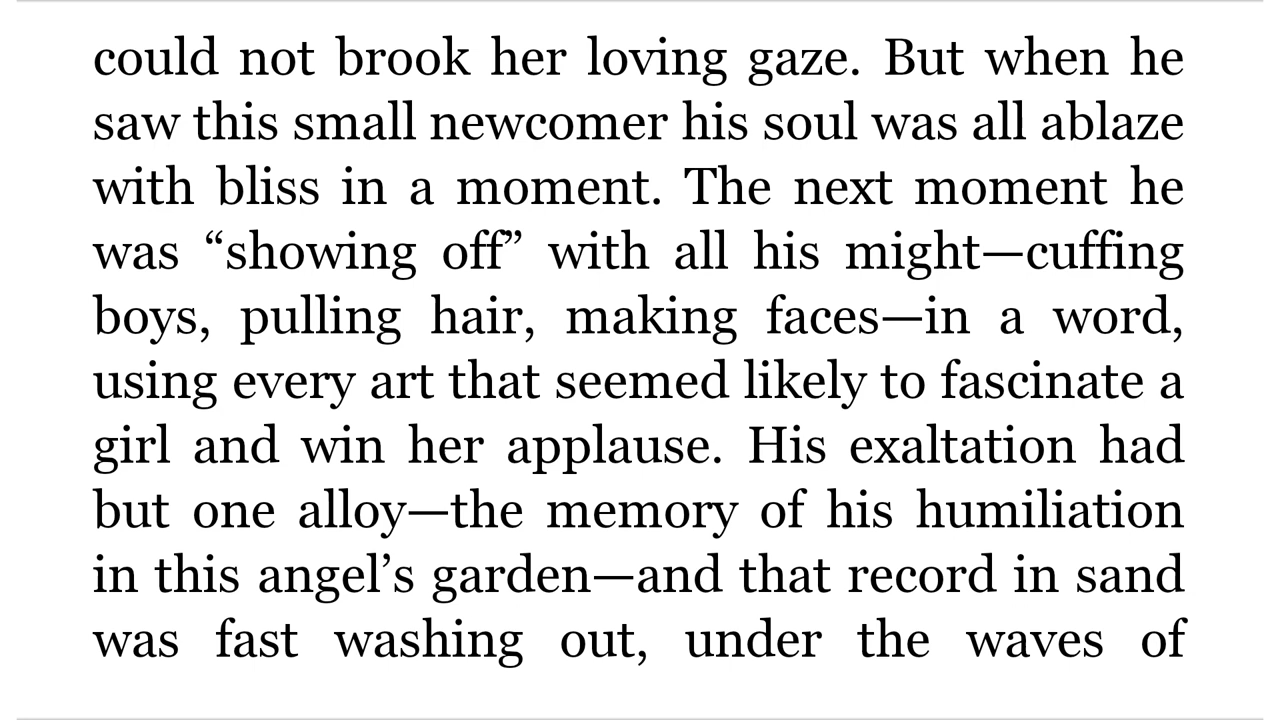 could not brook her loving gaze. But when he
saw this small newcomer his soul was all ablaze
with bliss in a moment. The next moment he
was “showing off” with all his might—cuffing
boys, pulling hair, making faces—in a word,
using every art that seemed likely to fascinate a
girl and win her applause. His exaltation had
but one alloy—the memory of his humiliation
in this angel’s garden—and that record in sand
was fast washing out, under the waves of